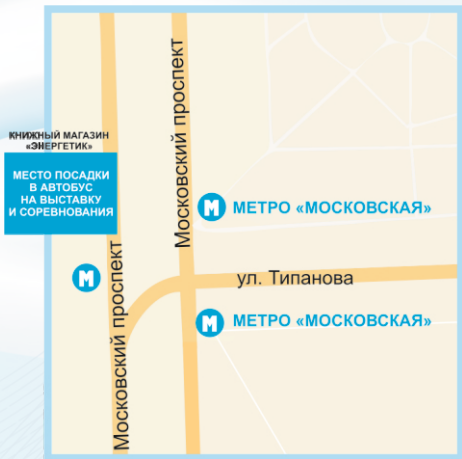 Московский проспект
КНИЖНЫЙ МАГАЗИН
«ЭНЕРГЕТИК»
МЕСТО ПОСАДКИ
В АВТОБУС
НА ВЫСТАВКУ
И СОРЕВНОВАНИЯ
М МЕТРО «МОСКОВСКАЯ»
М
Московский проспект
ул. Типанова
М МЕТРО «МОСКОВСКАЯ»